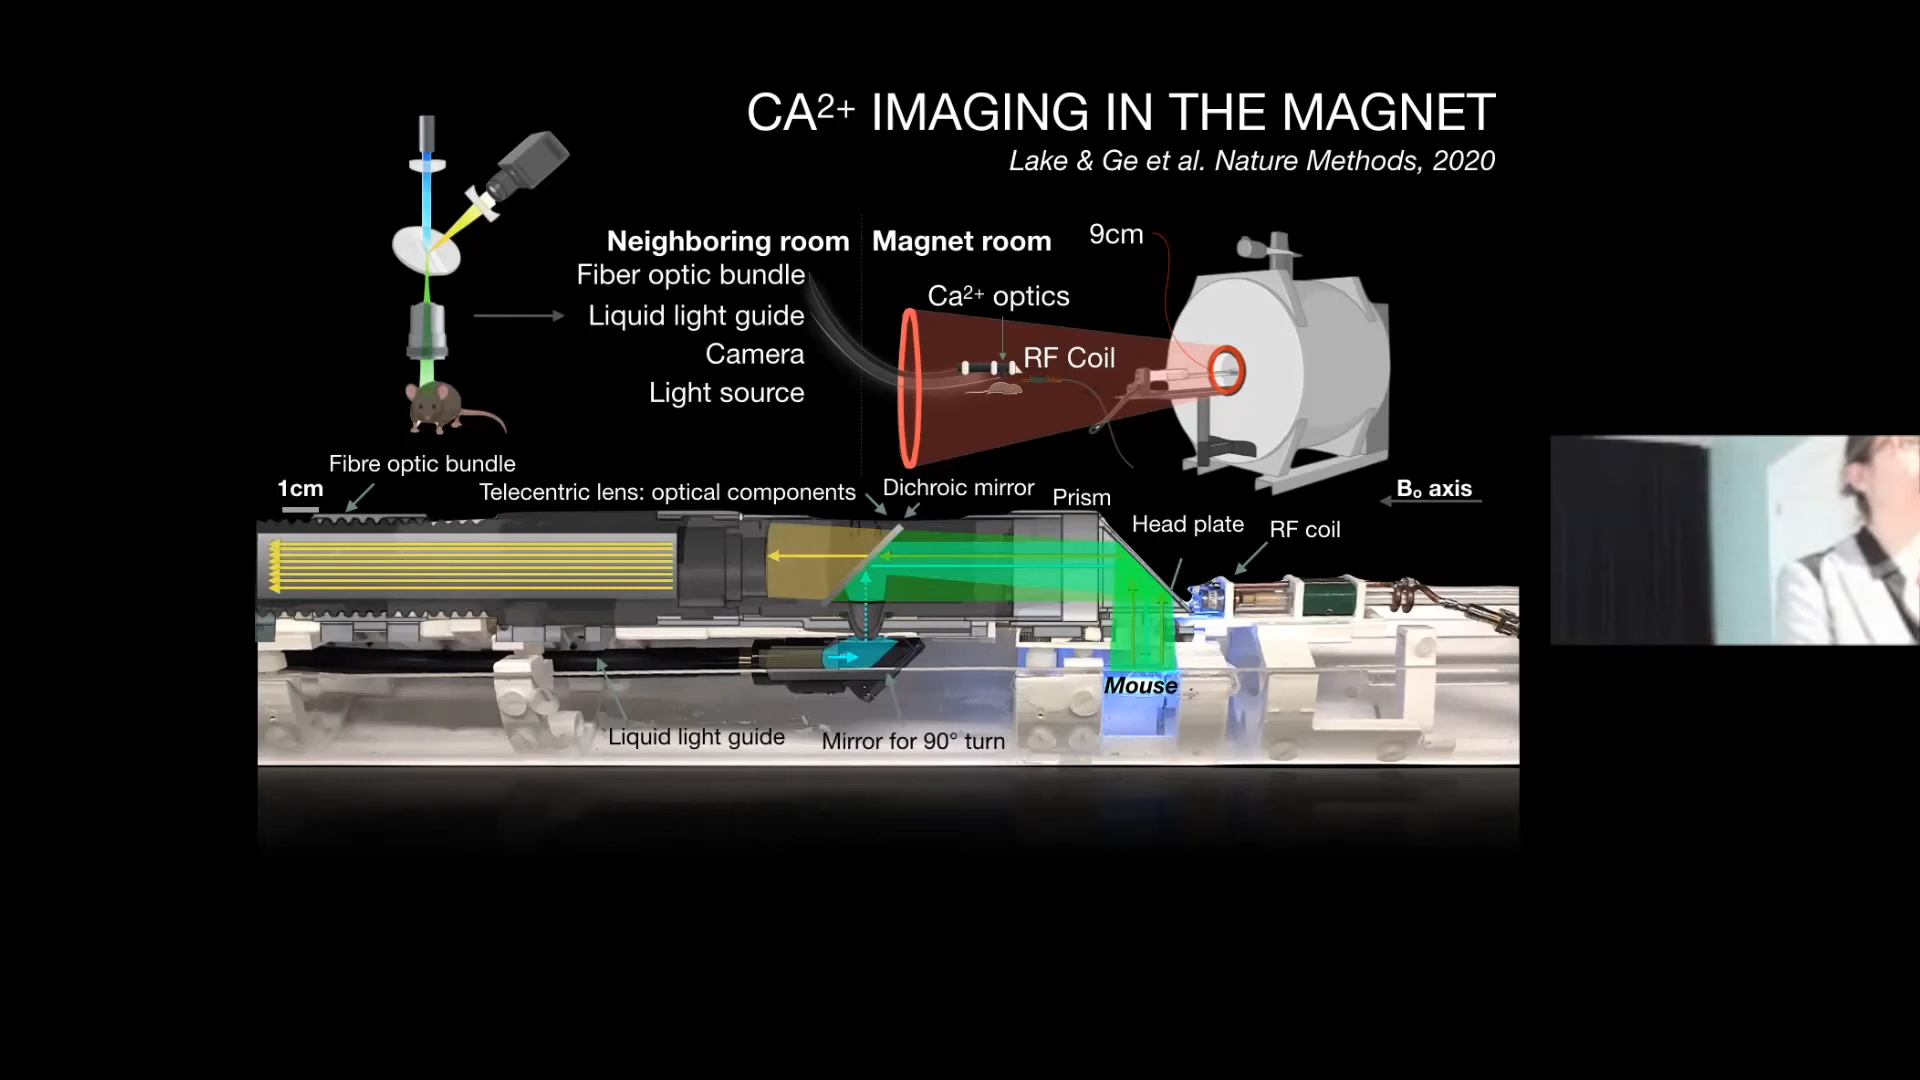 CA²⁺ IMAGING IN THE MAGNET
Lake & Ge et al. Nature Methods, 2020
Neighboring room
Magnet room
9cm
Fiber optic bundle
Liquid light guide
Camera
Light source
Ca²⁺ optics
RF Coil
Fibre optic bundle
1cm
Telecentric lens: optical components
Dichroic mirror
Prism
Head plate
RF coil
B₀ axis
Mouse
Liquid light guide
Mirror for 90° turn